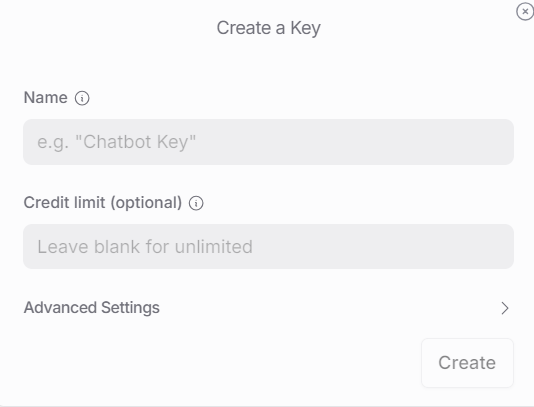 Create a Key
Name
e.g. "Chatbot Key"
Credit limit (optional)
Leave blank for unlimited
Advanced Settings
Create